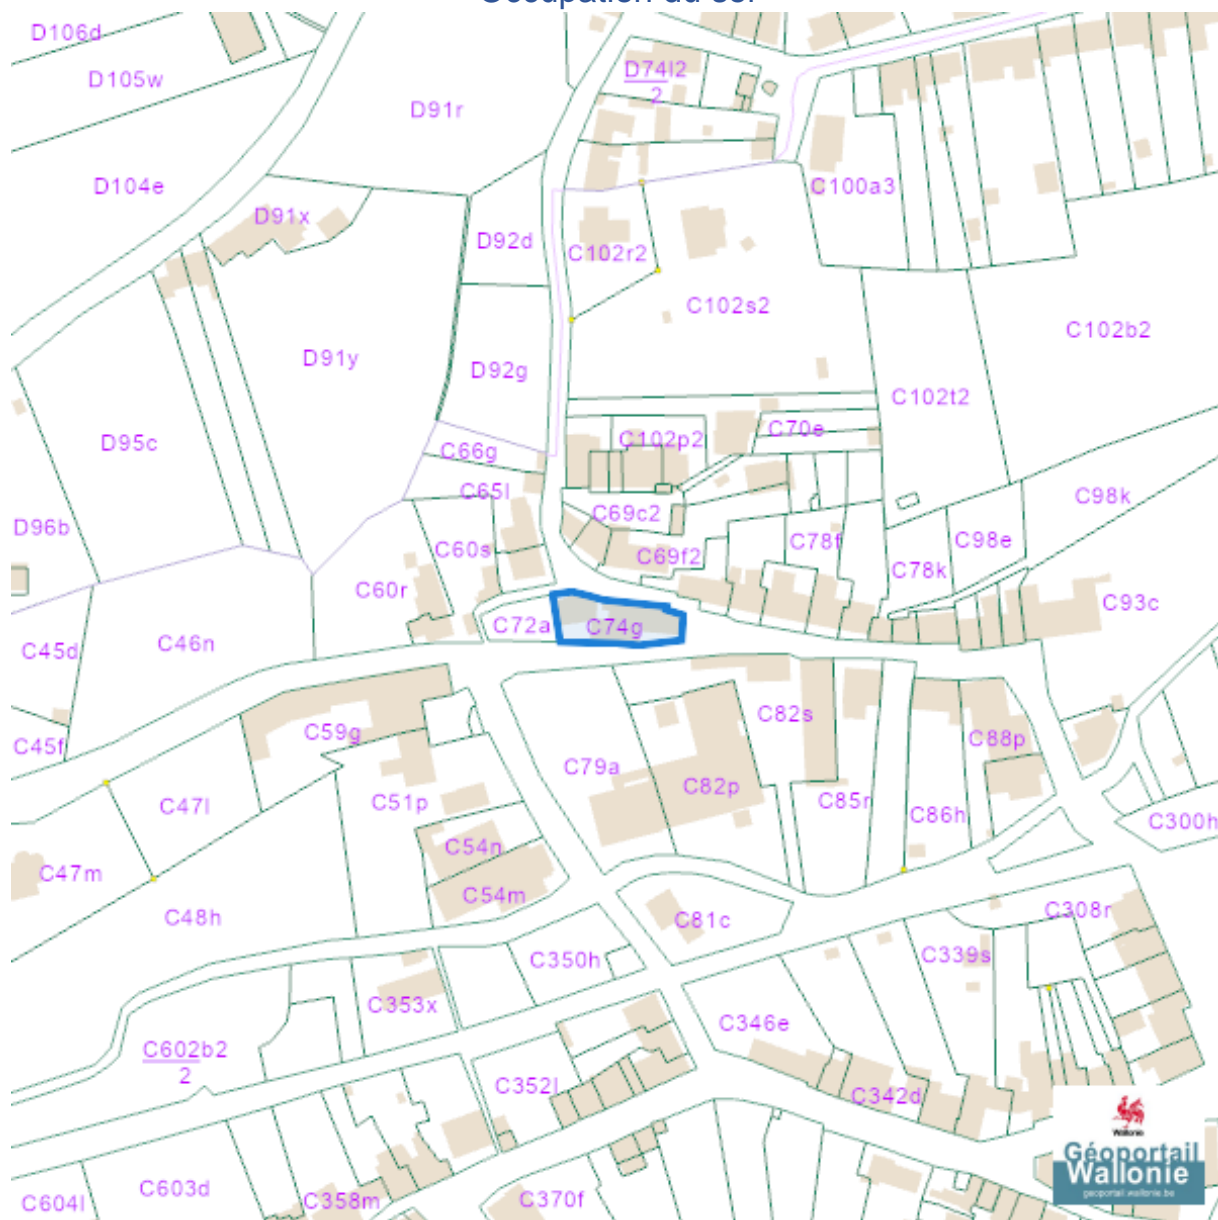 Occupation du sol
D106d
D105w
D91r
D74l2
2
D104e
D91x
C100a3
D92d
C102r2
C102s2
C102b2
D91y
D92g
C102t2
D95c
C66g
C102p2
C70e
C65l
C98k
D96b
C69c2
C60s
C69f2
C78f
C98e
C78k
C60r
C93c
C72a
C74g
C45d
C46n
C45f
C59g
C82s
C88p
C79a
C82p
C47l
C51p
C85r
C86h
C300h
C54n
C47m
C54m
C48h
C81c
C308r
C350h
C339s
C353x
C346e
C602b2
2
C352l
C342d
Wallonie
Géoportail
Wallonie
geoportail.wallonie.be
C603d
C604l
C358m
C370f